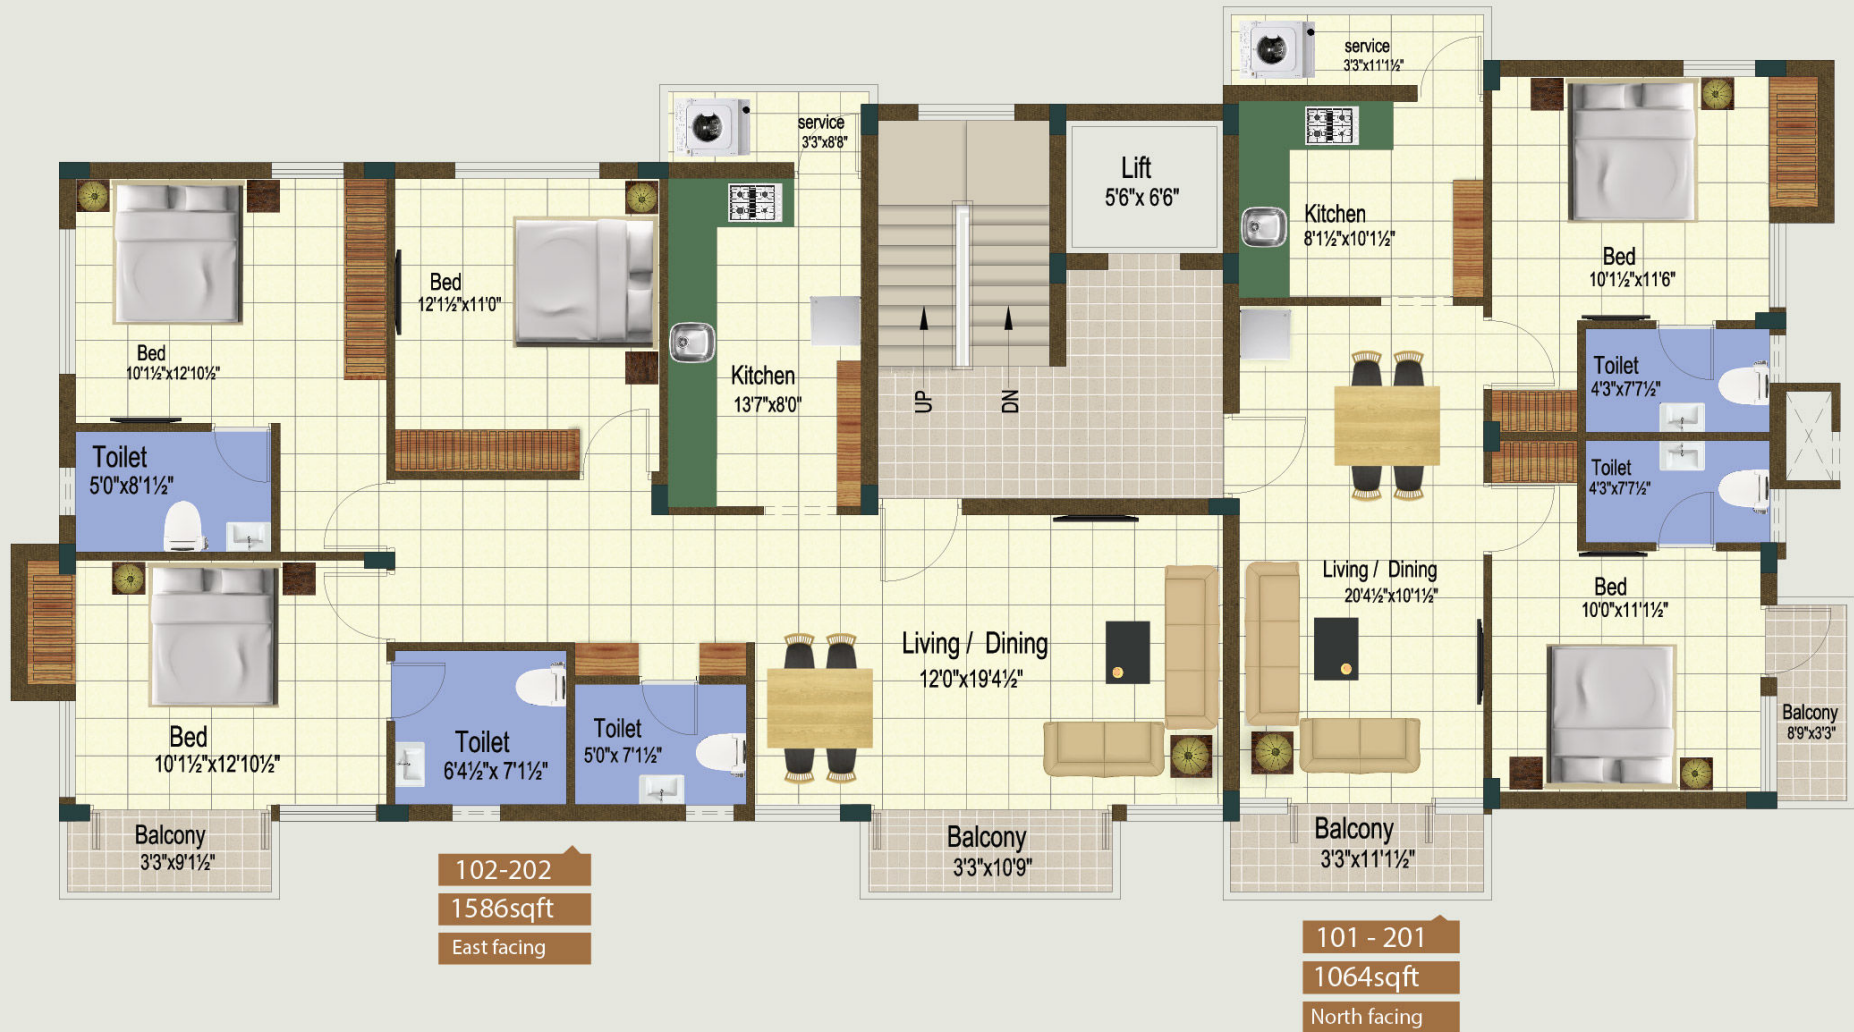 service
3'3"x11'1½"
service
3'3"x8'8"
Lift
5'6"x 6'6"
Kitchen
8'1½"x10'1½"
Bed
10'1½"x11'6"
Bed
12'1½"x11'0"
Bed
10'1½"x12'10½"
Kitchen
13'7"x8'0"
UP
DN
Toilet
4'3"x7'7½"
Toilet
5'0"x8'1½"
Toilet
4'3"x7'7½"
Living / Dining
20'4½"x10'1½"
Bed
10'0"x11'1½"
Living / Dining
12'0"x19'4½"
Bed
10'1½"x12'10½"
Toilet
6'4½"x 7'1½"
Toilet
5'0"x 7'1½"
Balcony
8'9"x3'3"
Balcony
3'3"x9'1½"
Balcony
3'3"x10'9"
Balcony
3'3"x11'1½"
102-202
1586sqft
East facing
101 - 201
1064sqft
North facing